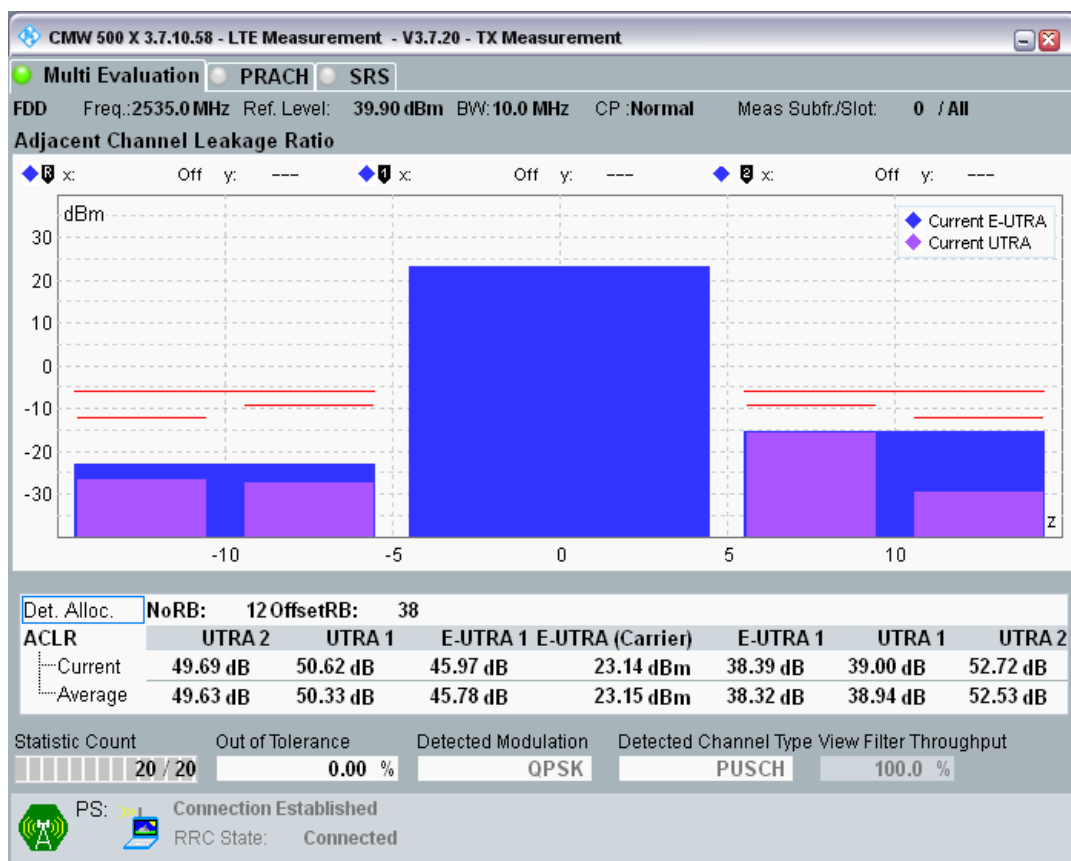 CMW 500 X 3.7.10.58 - LTE Measurement - V3.7.20 - TX Measurement
Multi Evaluation PRACH SRS
FDD Freq.:2535.0 MHz Ref. Level: 39.90 dBm BW:10.0 MHz CP :Normal Meas Subfr./Slot: 0 / All
Adjacent Channel Leakage Ratio
R x: Off y: --- 1 x: Off y: --- 2 x: Off y: ---
dBm
Current E-UTRA
Current UTRA
30
20
10
0
-10
-20
-30
z
-10 -5 0 5 10
Det. Alloc. NoRB: 12 OffsetRB: 38
ACLR UTRA 2 UTRA 1 E-UTRA 1 E-UTRA (Carrier) E-UTRA 1 UTRA 1 UTRA 2
Current 49.69 dB 50.62 dB 45.97 dB 23.14 dBm 38.39 dB 39.00 dB 52.72 dB
Average 49.63 dB 50.33 dB 45.78 dB 23.15 dBm 38.32 dB 38.94 dB 52.53 dB
Statistic Count Out of Tolerance Detected Modulation Detected Channel Type View Filter Throughput
20 / 20 0.00 % QPSK PUSCH 100.0 %
PS: Connection Established
RRC State: Connected